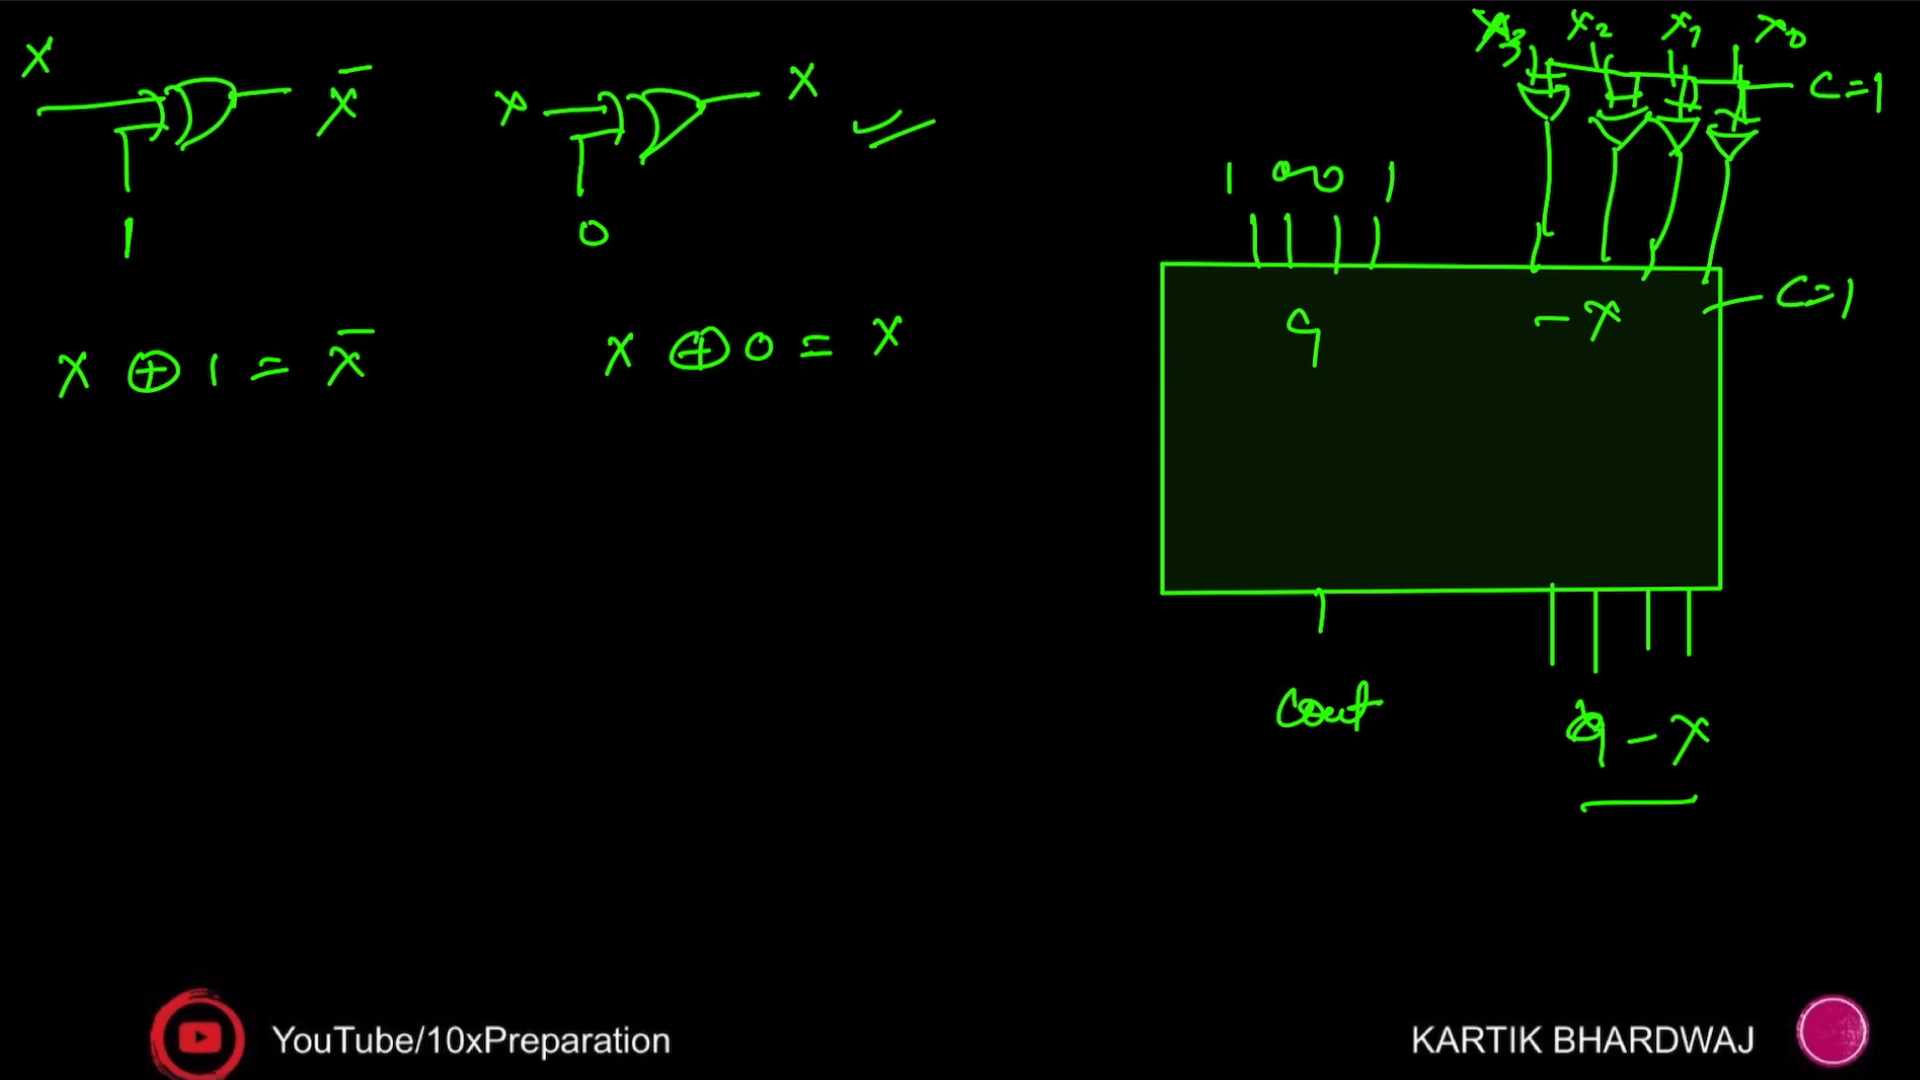 X
X̄
1
X
X
0
X ⊕ 1 = X̄
X ⊕ 0 = X
X3 X2 X1 X0
C=1
1 0 0 1
9
- X
C=1
Cout
9 - X
YouTube/10xPreparation
KARTIK BHARDWAJ